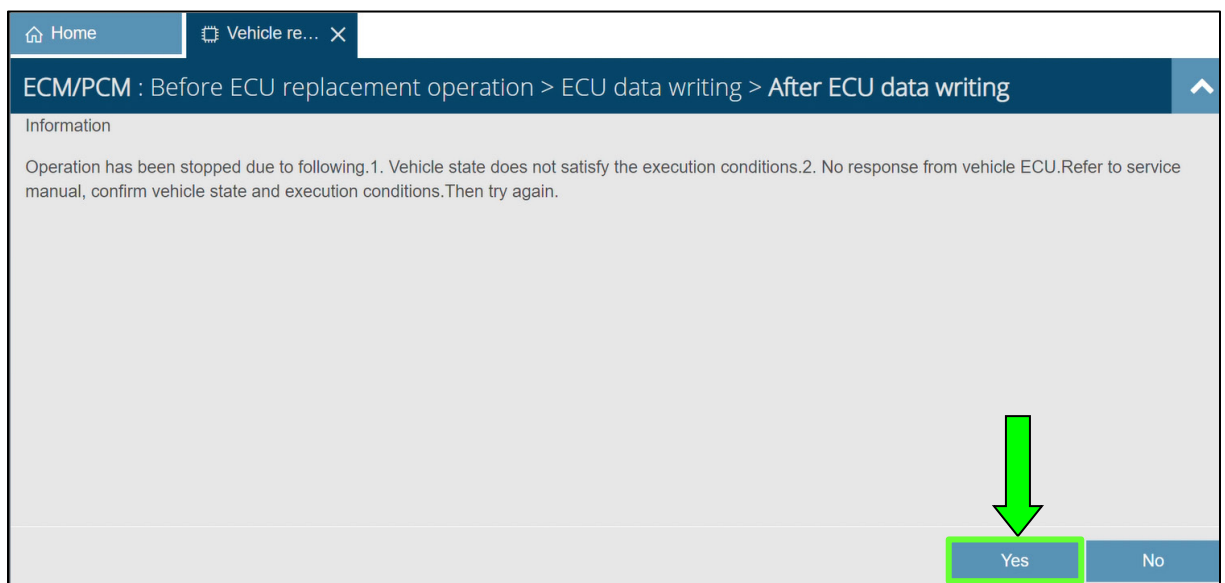 Home
Vehicle re...
ECM/PCM : Before ECU replacement operation > ECU data writing > After ECU data writing
Information
Operation has been stopped due to following.1. Vehicle state does not satisfy the execution conditions.2. No response from vehicle ECU.Refer to service
manual, confirm vehicle state and execution conditions.Then try again.
Yes
No